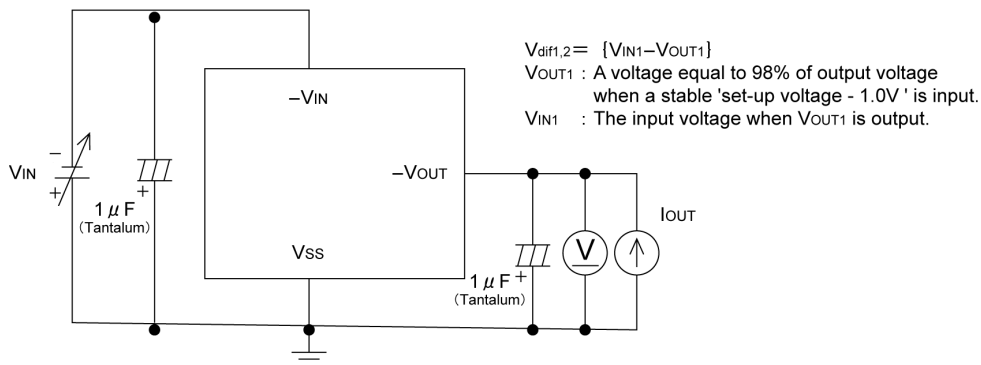 Vdif1,2= {VIN1–VOUT1}
VOUT1 : A voltage equal to 98% of output voltage
when a stable 'set-up voltage - 1.0V ' is input.
VIN1 : The input voltage when VOUT1 is output.
–VIN
–
VIN
+
+
1 μ F
(Tantalum)
–VOUT
VSS
IOUT
V
1 μ F +
(Tantalum)